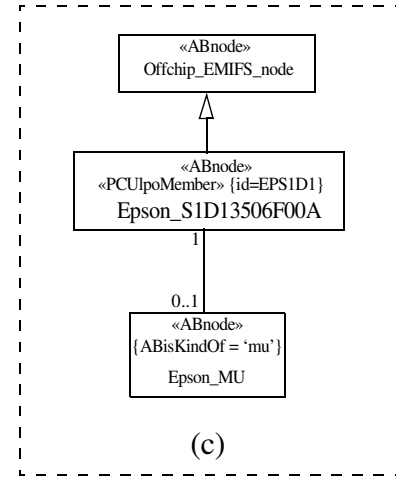 «ABnode»
Offchip_EMIFS_node
«ABnode»
«PCUlpoMember» {id=EPS1D1}
Epson_S1D13506F00A
1
0..1
«ABnode»
{ABisKindOf = ‘mu’}
Epson_MU
(c)